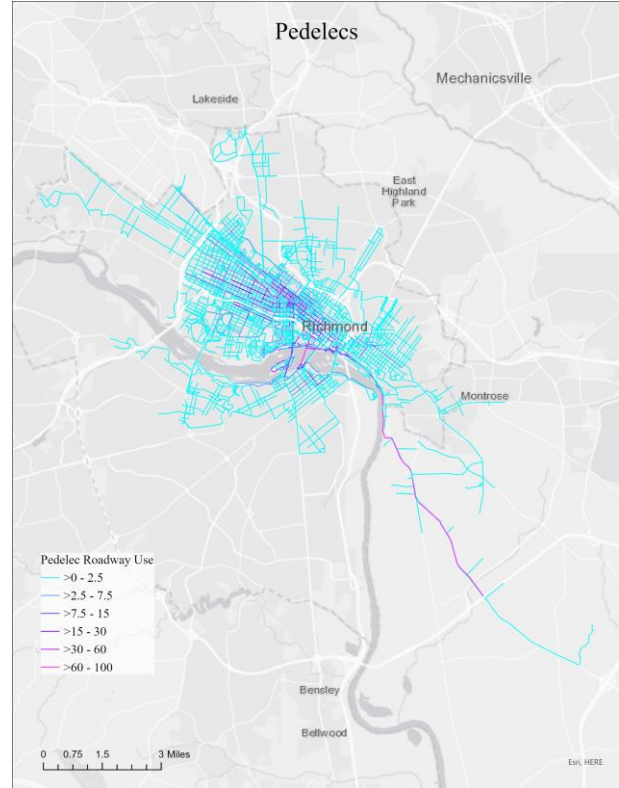 Pedelecs
Mechanicsville
Lakeside
East
Highland
Park
Richmond
Montrose
Pedelec Roadway Use
>0 - 2.5
>2.5 - 7.5
>7.5 - 15
>15 - 30
>30 - 60
>60 - 100
Bensley
Bellwood
0 0.75 1.5 3 Miles
Esri, HERE